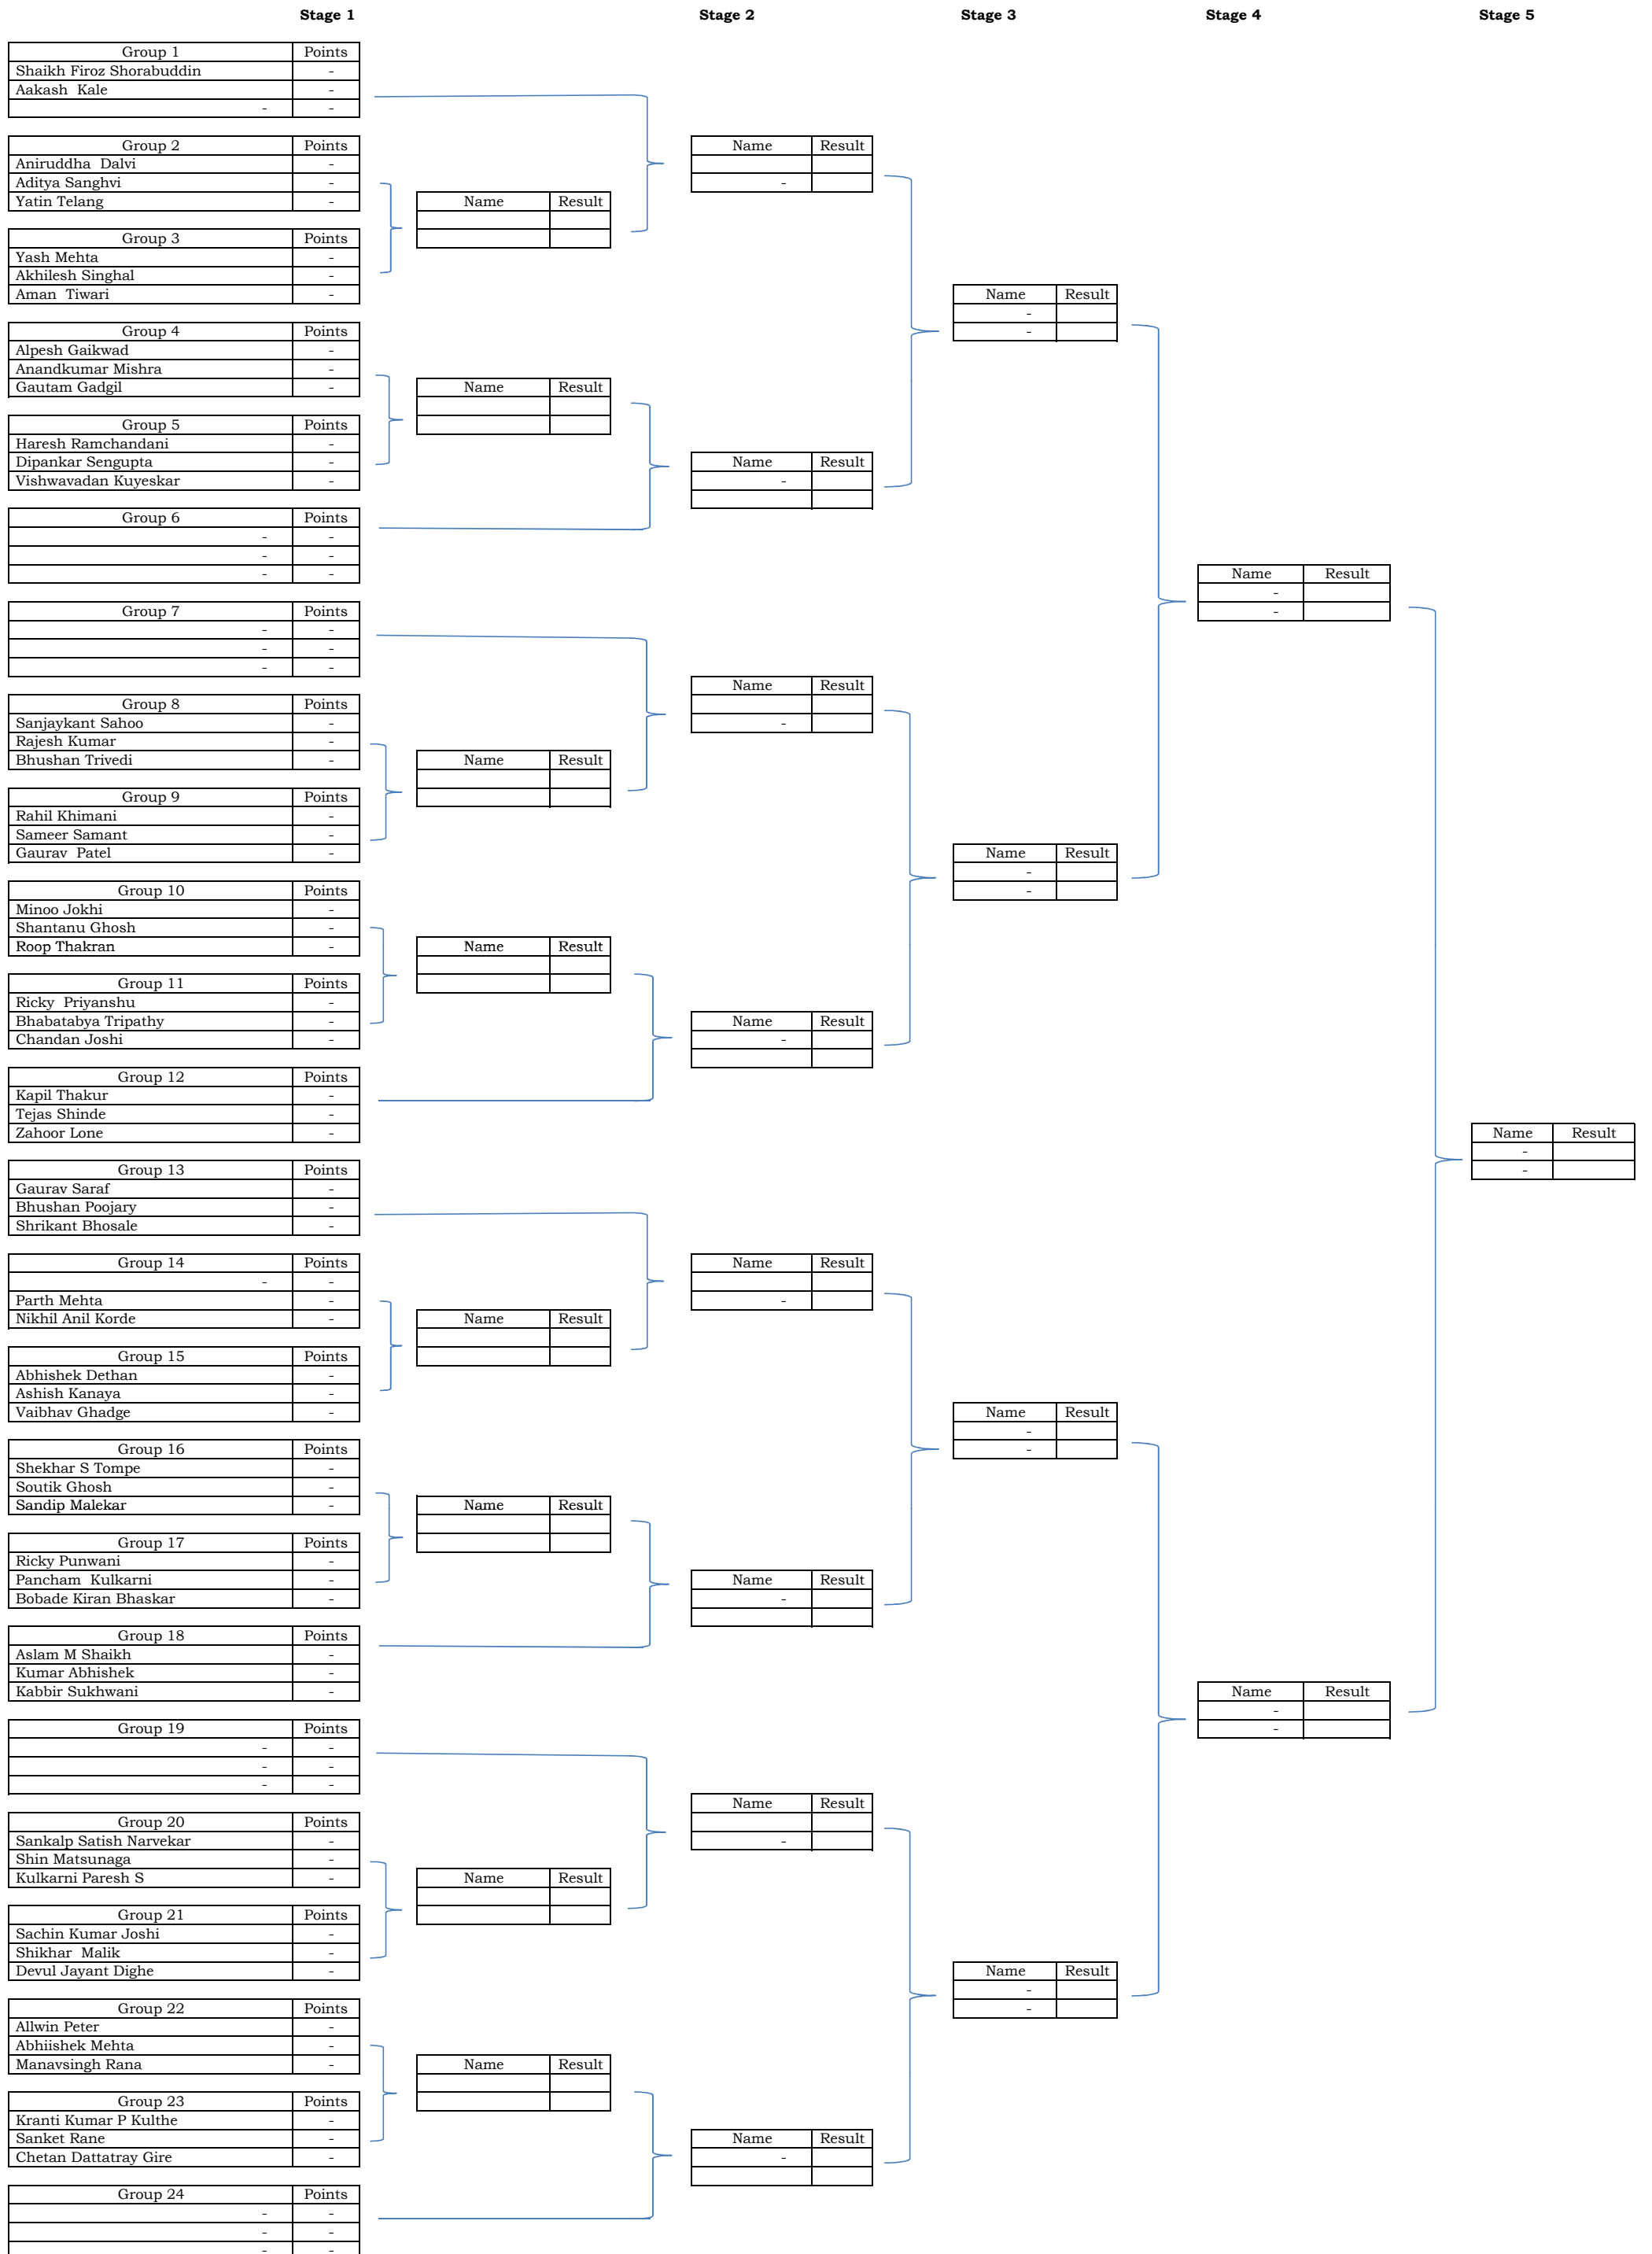 Stage 1 Stage 2 Stage 3 Stage 4 Stage 5
Group 1 Points
Shaikh Firoz Shorabuddin -
Aakash Kale -
- -
Group 2 Points
Aniruddha Dalvi -
Aditya Sanghvi -
Yatin Telang -
Name Result
-
Name Result
Group 3 Points
Yash Mehta -
Akhilesh Singhal -
Aman Tiwari -
Name Result
-
-
Group 4 Points
Alpesh Gaikwad -
Anandkumar Mishra -
Gautam Gadgil -
Name Result
Group 5 Points
Haresh Ramchandani -
Dipankar Sengupta -
Vishwavadan Kuyeskar -
Name Result
-
Group 6 Points
- -
- -
- -
Name Result
-
-
Group 7 Points
- -
- -
- -
Name Result
-
Group 8 Points
Sanjaykant Sahoo -
Rajesh Kumar -
Bhushan Trivedi -
Name Result
Group 9 Points
Rahil Khimani -
Sameer Samant -
Gaurav Patel -
Name Result
-
-
Group 10 Points
Minoo Jokhi -
Shantanu Ghosh -
Roop Thakran -
Name Result
Group 11 Points
Ricky Priyanshu -
Bhabatabya Tripathy -
Chandan Joshi -
Name Result
-
Group 12 Points
Kapil Thakur -
Tejas Shinde -
Zahoor Lone -
Name Result
-
-
Group 13 Points
Gaurav Saraf -
Bhushan Poojary -
Shrikant Bhosale -
Group 14 Points
- -
Parth Mehta -
Nikhil Anil Korde -
Name Result
-
Name Result
Group 15 Points
Abhishek Dethan -
Ashish Kanaya -
Vaibhav Ghadge -
Name Result
-
-
Group 16 Points
Shekhar S Tompe -
Soutik Ghosh -
Sandip Malekar -
Name Result
Group 17 Points
Ricky Punwani -
Pancham Kulkarni -
Bobade Kiran Bhaskar -
Name Result
-
Group 18 Points
Aslam M Shaikh -
Kumar Abhishek -
Kabbir Sukhwani -
Name Result
-
-
Group 19 Points
- -
- -
- -
Name Result
-
Group 20 Points
Sankalp Satish Narvekar -
Shin Matsunaga -
Kulkarni Paresh S -
Name Result
Group 21 Points
Sachin Kumar Joshi -
Shikhar Malik -
Devul Jayant Dighe -
Name Result
-
-
Group 22 Points
Allwin Peter -
Abhiishek Mehta -
Manavsingh Rana -
Name Result
Group 23 Points
Kranti Kumar P Kulthe -
Sanket Rane -
Chetan Dattatray Gire -
Name Result
-
Group 24 Points
- -
- -
- -